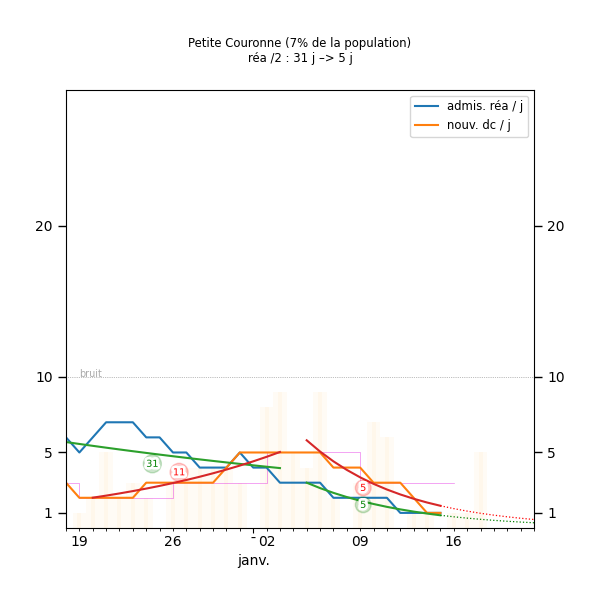 Petite Couronne (7% de la population)
réa /2 : 31 j –> 5 j
admis. réa / j
nouv. dc / j
20
20
bruit
10
10
5
5
31
11
5
5
1
1
19
26
02
09
16
janv.